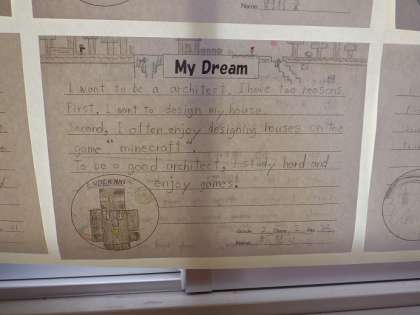 My Dream
I want to be a architect. I have two reasons.
First, I want to design my house.
Second, I often enjoy designing houses on the
game "minecraft".
To be a good architect, I study hard and
enjoy games!
Name